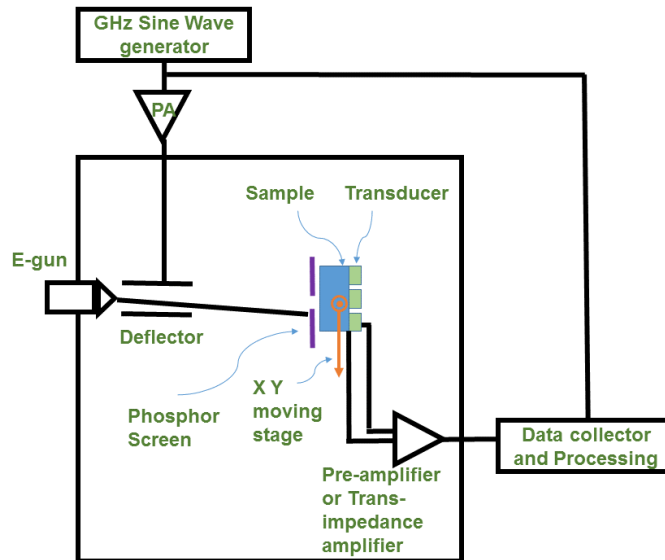 GHz Sine Wave
generator
PA
Sample
Transducer
E-gun
Deflector
Phosphor
Screen
X Y
moving
stage
Pre-amplifier
or Trans-
impedance
amplifier
Data collector
and Processing